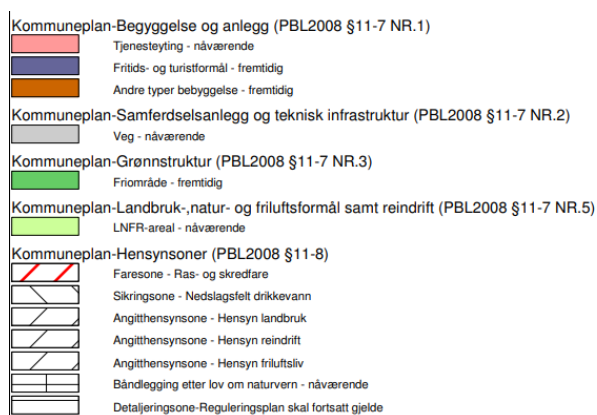 Kommuneplan-Begyggelse og anlegg (PBL2008 §11-7 NR.1)
Tjenesteyting - nåværende
Fritids- og turistformål - fremtidig
Andre typer bebyggelse - fremtidig
Kommuneplan-Samferdselsanlegg og teknisk infrastruktur (PBL2008 §11-7 NR.2)
Veg - nåværende
Kommuneplan-Grønnstruktur (PBL2008 §11-7 NR.3)
Friområde - fremtidig
Kommuneplan-Landbruk-,natur- og friluftsformål samt reindrift (PBL2008 §11-7 NR.5)
LNFR-areal - nåværende
Kommuneplan-Hensynsoner (PBL2008 §11-8)
Faresone - Ras- og skredfare
Sikringsone - Nedslagsfelt drikkevann
Angitthensynsone - Hensyn landbruk
Angitthensynsone - Hensyn reindrift
Angitthensynsone - Hensyn friluftsliv
Båndlegging etter lov om naturvern - nåværende
Detaljeringsone-Reguleringsplan skal fortsatt gjelde